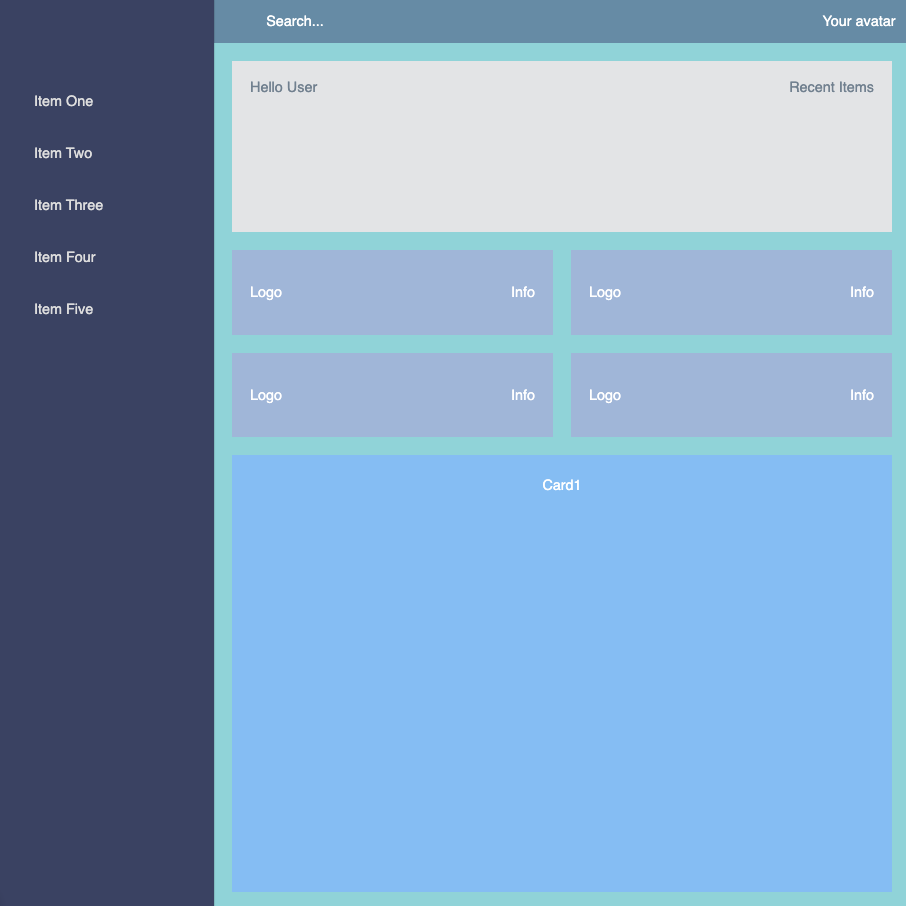 Search...
Your avatar
Item One
Item Two
Item Three
Item Four
Item Five
Hello User
Recent Items
Logo
Info
Logo
Info
Logo
Info
Logo
Info
Card1